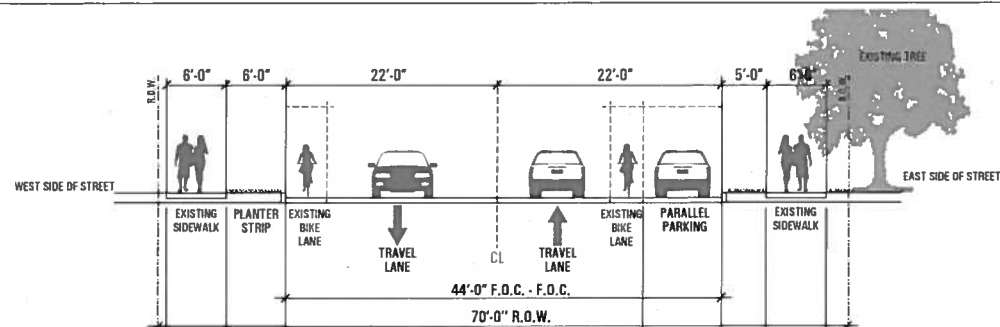 6'-0" 6'-0" 22'-0" 22'-0" 5'-0" 6'-0"
R.O.W. R.O.W.
EXISTING TREE
WEST SIDE OF STREET EAST SIDE OF STREET
EXISTING SIDEWALK
PLANTER STRIP
EXISTING BIKE LANE
TRAVEL LANE
CL
TRAVEL LANE
EXISTING BIKE LANE
PARALLEL PARKING
EXISTING SIDEWALK
44'-0" F.O.C. - F.O.C.
70'-0" R.O.W.